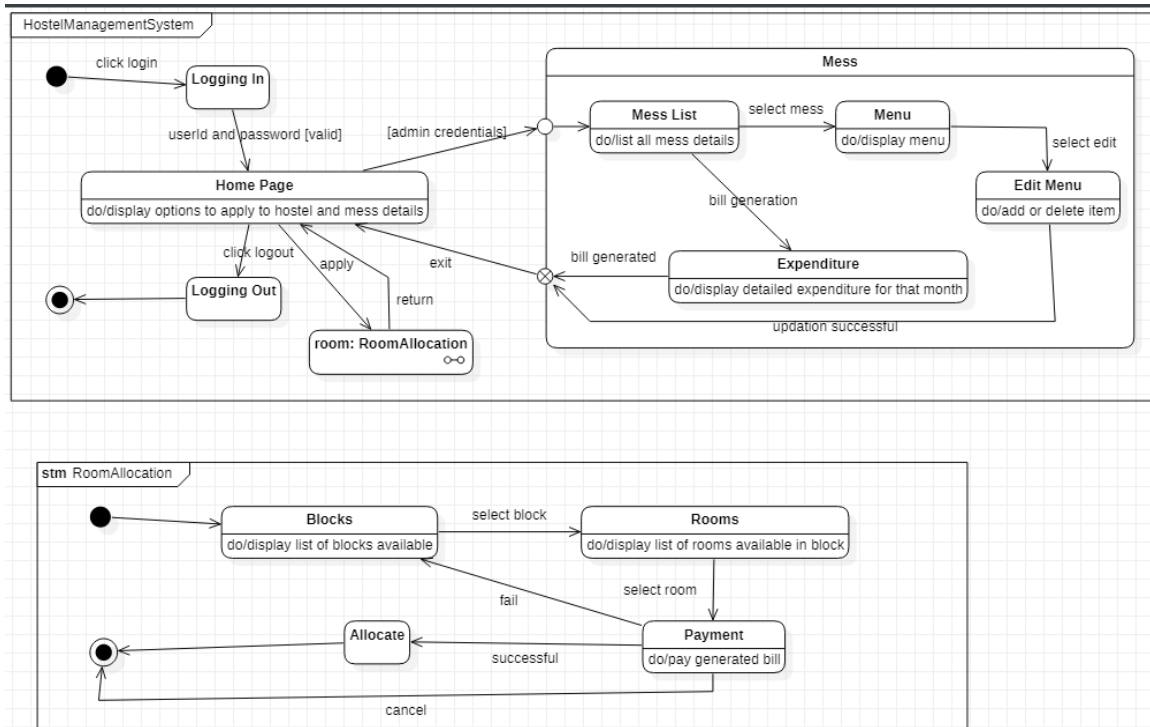 HostelManagementSystem
click login
Logging In
userId and password [valid]
[admin credentials]
Home Page
do/display options to apply to hostel and mess details
click logout
apply
exit
return
Logging Out
room: RoomAllocation
Mess
Mess List
do/list all mess details
select mess
Menu
do/display menu
select edit
Edit Menu
do/add or delete item
bill generation
bill generated
Expenditure
do/display detailed expenditure for that month
updation successful
stm RoomAllocation
Blocks
do/display list of blocks available
select block
Rooms
do/display list of rooms available in block
select room
fail
Allocate
successful
Payment
do/pay generated bill
cancel